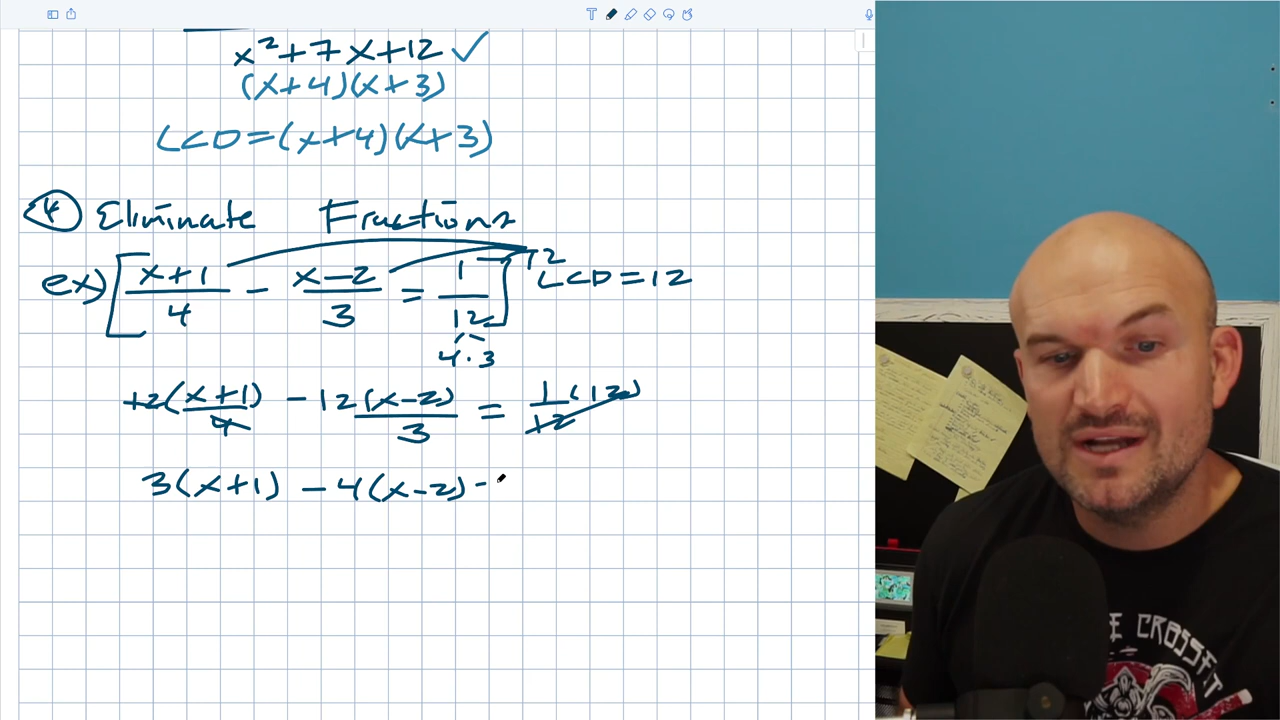 x² + 7x + 12 ✓
(x+4)(x+3)
LCD = (x+4)(x+3)
④ Eliminate Fractions
ex) [ (x+1)/4 − (x−2)/3 = 1/12 ] 12 LCD = 12
4·3
12(x+1)/4 − 12(x−2)/3 = 1/12 (12)
3(x+1) − 4(x−2) -
CROSSFIT